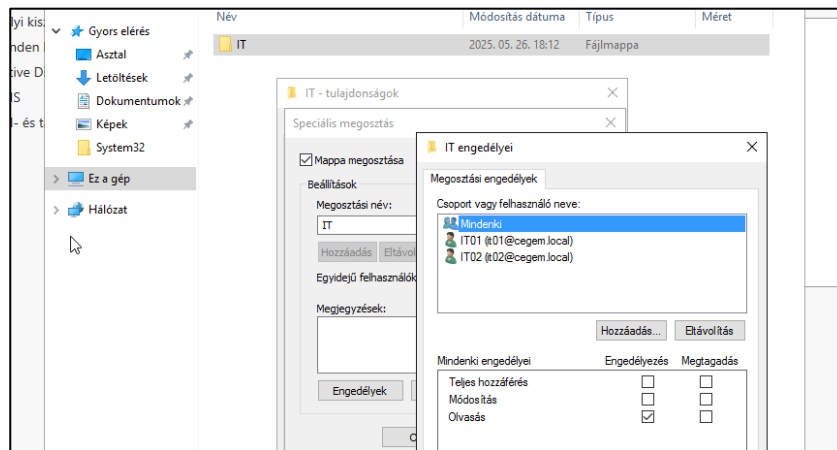 Név Módosítás dátuma Típus Méret
Gyors elérés
IT 2025. 05. 26. 18:12 Fájlmappa
Asztal
Letöltések
Dokumentumok
Képek
System32
Ez a gép
Hálózat
IT - tulajdonságok
Speciális megosztás
Mappa megosztása
Beállítások
Megosztási név:
IT
Hozzáadás
Egyidejű
Megjegyzések:
Engedélyek
IT engedélyei
Megosztási engedélyek
Csoport vagy felhasználó neve:
Mindenki
IT01 (it01@cegem.local)
IT02 (it02@cegem.local)
Hozzáadás... Eltávolítás
Mindenki engedélyei Engedélyezés Megtagadás
Teljes hozzáférés
Módosítás
Olvasás